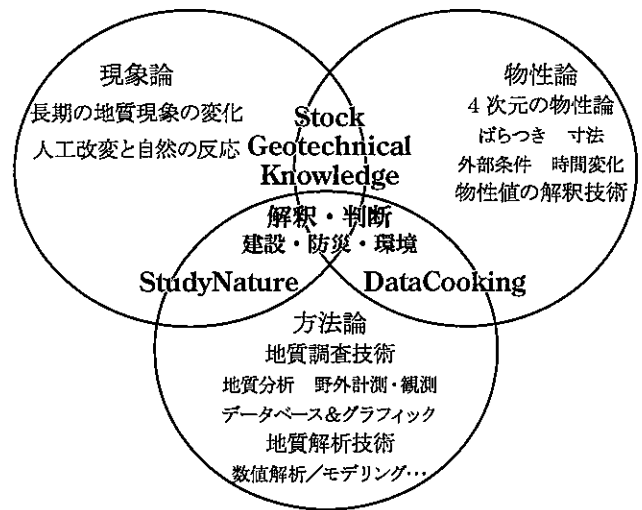 現象論
長期の地質現象の変化
人工改変と自然の反応
物性論
4次元の物性論
ばらつき 寸法
外部条件 時間変化
物性値の解釈技術
Stock
Geotechnical
Knowledge
解釈・判断
建設・防災・環境
StudyNature
DataCooking
方法論
地質調査技術
地質分析 野外計測・観測
データベース&グラフィック
地質解析技術
数値解析/モデリング…